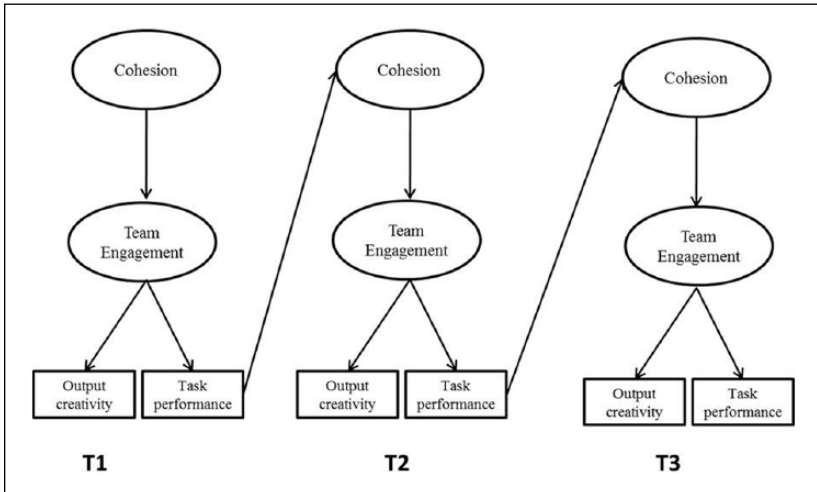 Cohesion
Team
Engagement
Output
creativity
Task
performance
T1
Cohesion
Team
Engagement
Output
creativity
Task
performance
T2
Cohesion
Team
Engagement
Output
creativity
Task
performance
T3